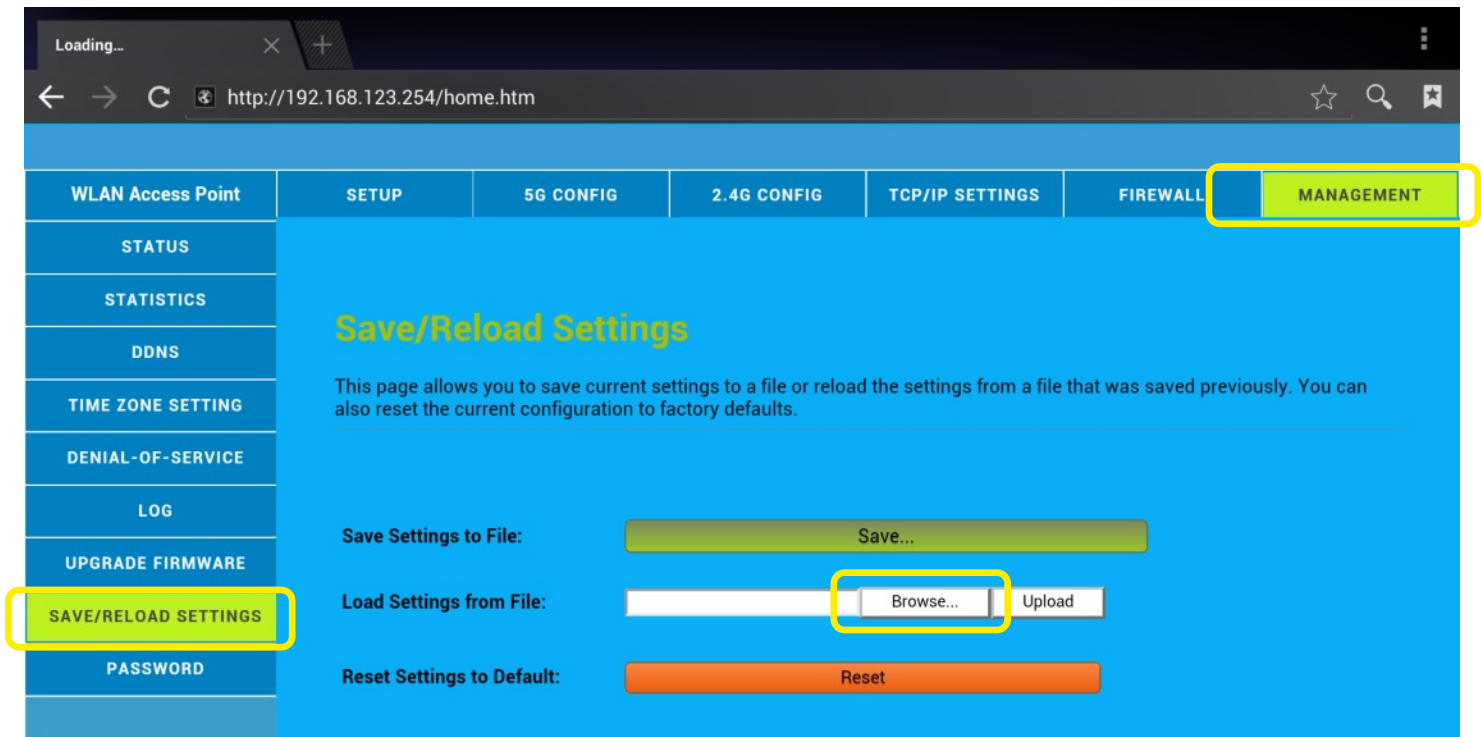 Loading...
http://192.168.123.254/home.htm
WLAN Access Point
SETUP
5G CONFIG
2.4G CONFIG
TCP/IP SETTINGS
FIREWALL
MANAGEMENT
STATUS
STATISTICS
DDNS
TIME ZONE SETTING
DENIAL-OF-SERVICE
LOG
UPGRADE FIRMWARE
SAVE/RELOAD SETTINGS
PASSWORD
Save/Reload Settings
This page allows you to save current settings to a file or reload the settings from a file that was saved previously. You can
also reset the current configuration to factory defaults.
Save Settings to File:
Save...
Load Settings from File:
Browse...
Upload
Reset Settings to Default:
Reset